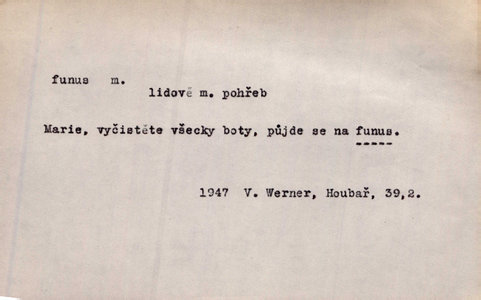 funus m.
lidově m. pohřeb
Marie, vyčistěte všecky boty, půjde se na funus.
1947 V. Werner, Houbař, 39,2.